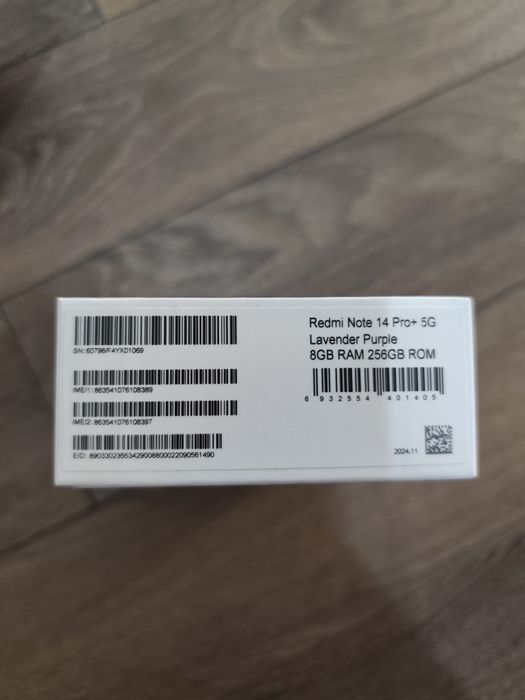 SN:60798/F4YX01069
IMEI1: 863541076108389
IMEI2: 863541076108397
EID: 89033023553429008800022090561490
Redmi Note 14 Pro+ 5G
Lavender Purple
8GB RAM 256GB ROM
6 932554 401405
2024.11